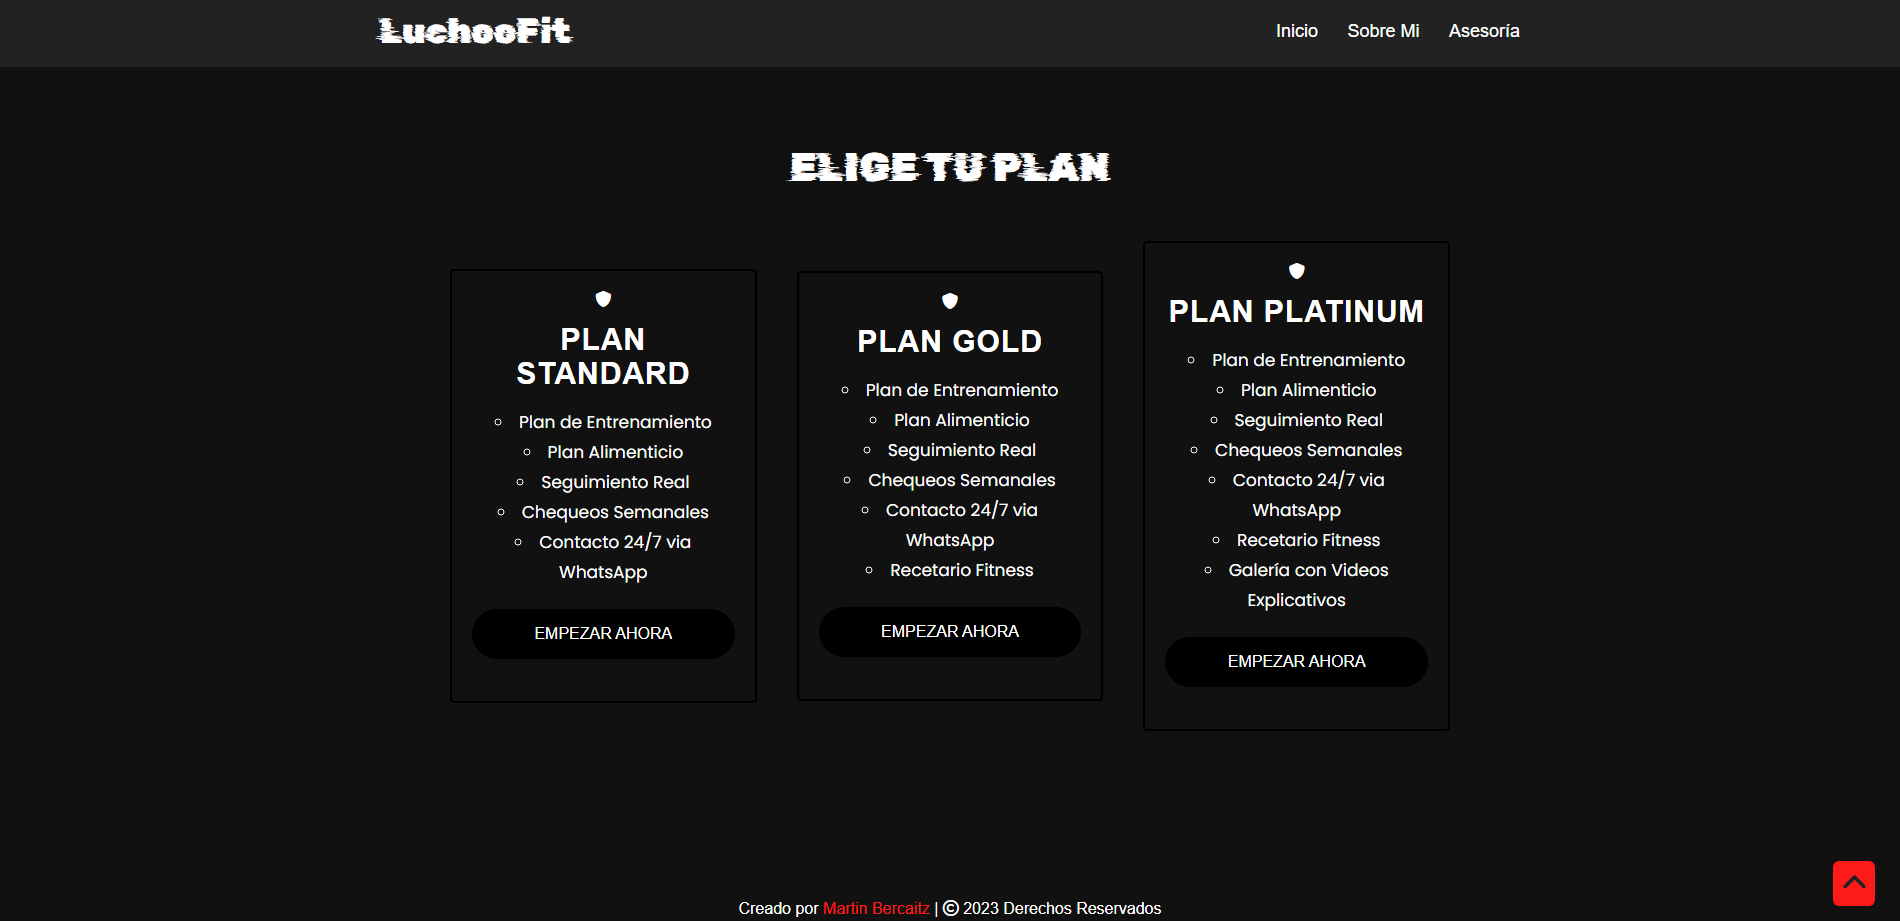 LuchooFit
Inicio
Sobre Mi
Asesoría
ELIGE TU PLAN
PLAN
STANDARD
Plan de Entrenamiento
Plan Alimenticio
Seguimiento Real
Chequeos Semanales
Contacto 24/7 via
WhatsApp
EMPEZAR AHORA
PLAN GOLD
Plan de Entrenamiento
Plan Alimenticio
Seguimiento Real
Chequeos Semanales
Contacto 24/7 via
WhatsApp
Recetario Fitness
EMPEZAR AHORA
PLAN PLATINUM
Plan de Entrenamiento
Plan Alimenticio
Seguimiento Real
Chequeos Semanales
Contacto 24/7 via
WhatsApp
Recetario Fitness
Galería con Videos
Explicativos
EMPEZAR AHORA
Creado por Martin Bercaitz | © 2023 Derechos Reservados